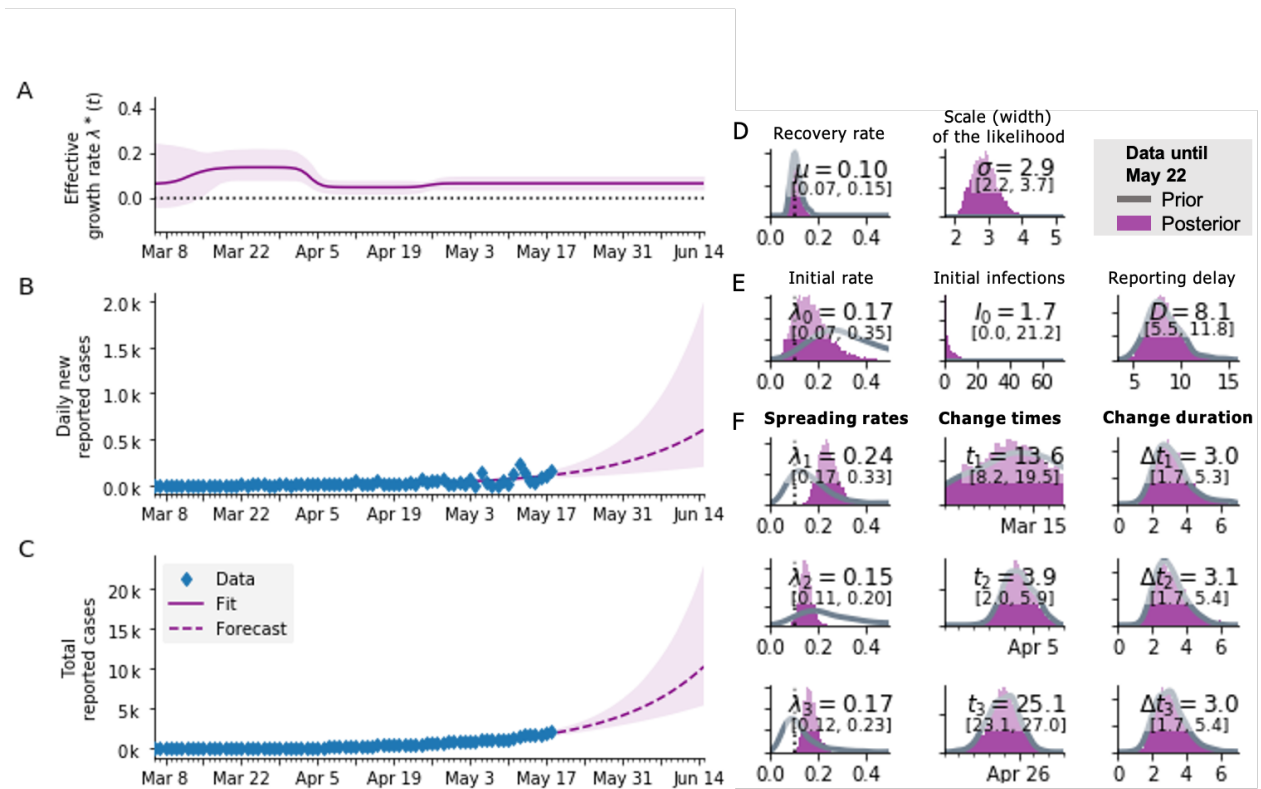 A
Effective
growth rate λ * (t)
0.4
0.2
0.0
Mar 8 Mar 22 Apr 5 Apr 19 May 3 May 17 May 31 Jun 14
B
Daily new
reported cases
2.0 k
1.5 k
1.0 k
0.5 k
0.0 k
Mar 8 Mar 22 Apr 5 Apr 19 May 3 May 17 May 31 Jun 14
C
Total
reported cases
20 k
15 k
10 k
5 k
0 k
Data
Fit
Forecast
Mar 8 Mar 22 Apr 5 Apr 19 May 3 May 17 May 31 Jun 14
D
Recovery rate
μ = 0.10
[0.07, 0.15]
0.0 0.2 0.4
Scale (width)
of the likelihood
σ = 2.9
[2.2, 3.7]
2 3 4 5
Data until
May 22
Prior
Posterior
E
Initial rate
λ0 = 0.17
[0.07, 0.35]
0.0 0.2 0.4
Initial infections
I0 = 1.7
[0.0, 21.2]
0 20 40 60
Reporting delay
D = 8.1
[5.5, 11.8]
5 10 15
F
Spreading rates
λ1 = 0.24
[0.17, 0.33]
0.0 0.2 0.4
Change times
t1 = 13.6
[8.2, 19.5]
Mar 15
Change duration
Δt1 = 3.0
[1.7, 5.3]
0 2 4 6
λ2 = 0.15
[0.11, 0.20]
0.0 0.2 0.4
t2 = 3.9
[2.0, 5.9]
Apr 5
Δt2 = 3.1
[1.7, 5.4]
0 2 4 6
λ3 = 0.17
[0.12, 0.23]
0.0 0.2 0.4
t3 = 25.1
[23.1, 27.0]
Apr 26
Δt3 = 3.0
[1.7, 5.4]
0 2 4 6